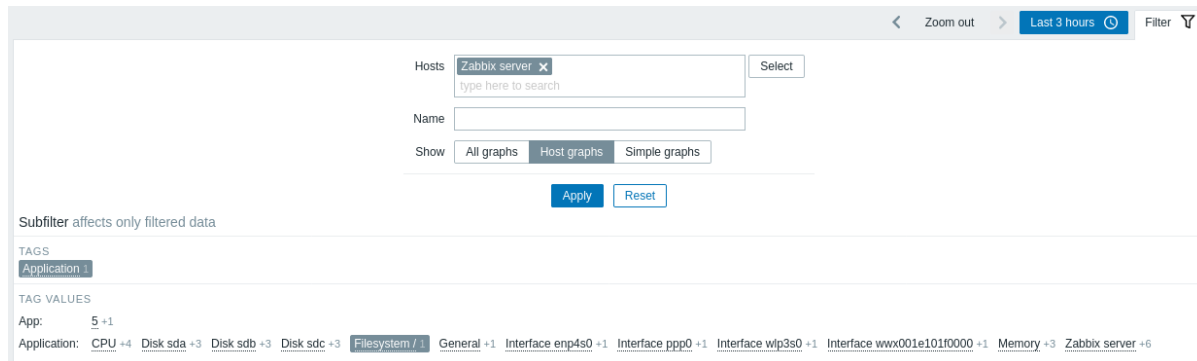 Zoom out Last 3 hours Filter
Hosts Zabbix server Select
type here to search
Name
Show All graphs Host graphs Simple graphs
Apply Reset
Subfilter affects only filtered data
TAGS
Application 1
TAG VALUES
App: 5 +1
Application: CPU +4 Disk sda +3 Disk sdb +3 Disk sdc +3 Filesystem / 1 General +1 Interface enp4s0 +1 Interface ppp0 +1 Interface wlp3s0 +1 Interface wwx001e101f0000 +1 Memory +3 Zabbix server +6